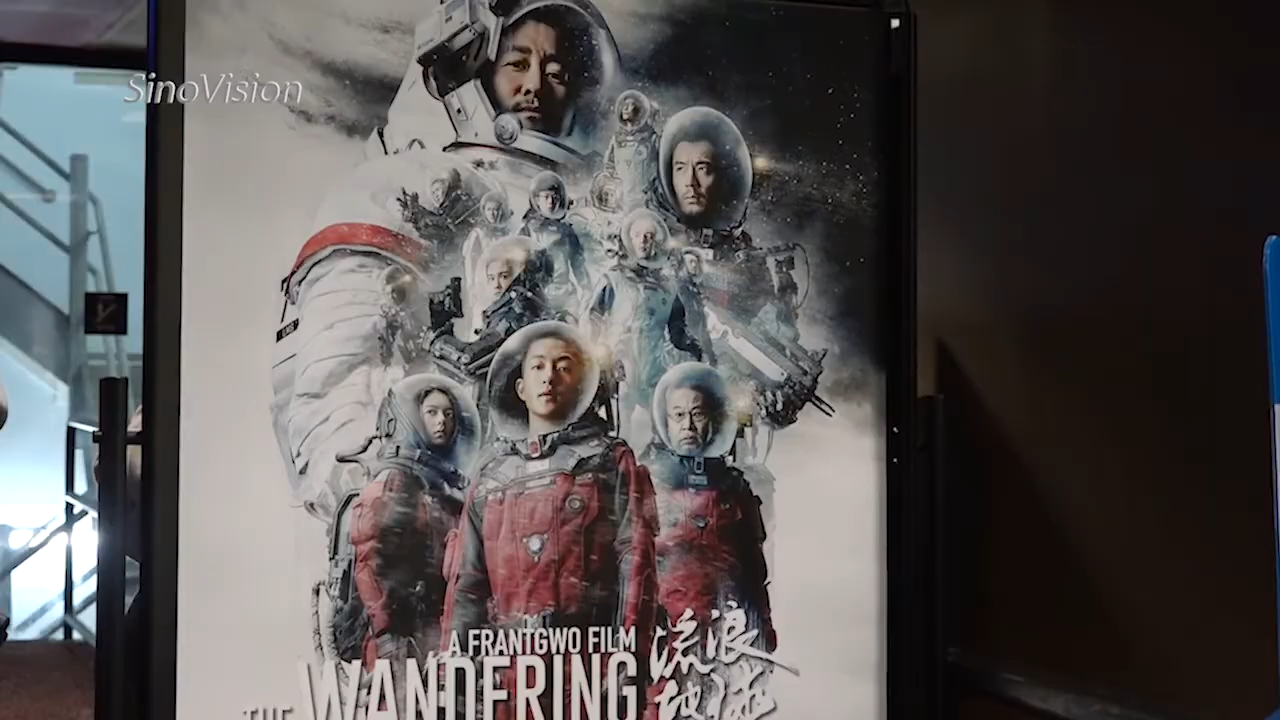 SinoVision
A FRANTGWO FILM
THE WANDERING
流浪
地球